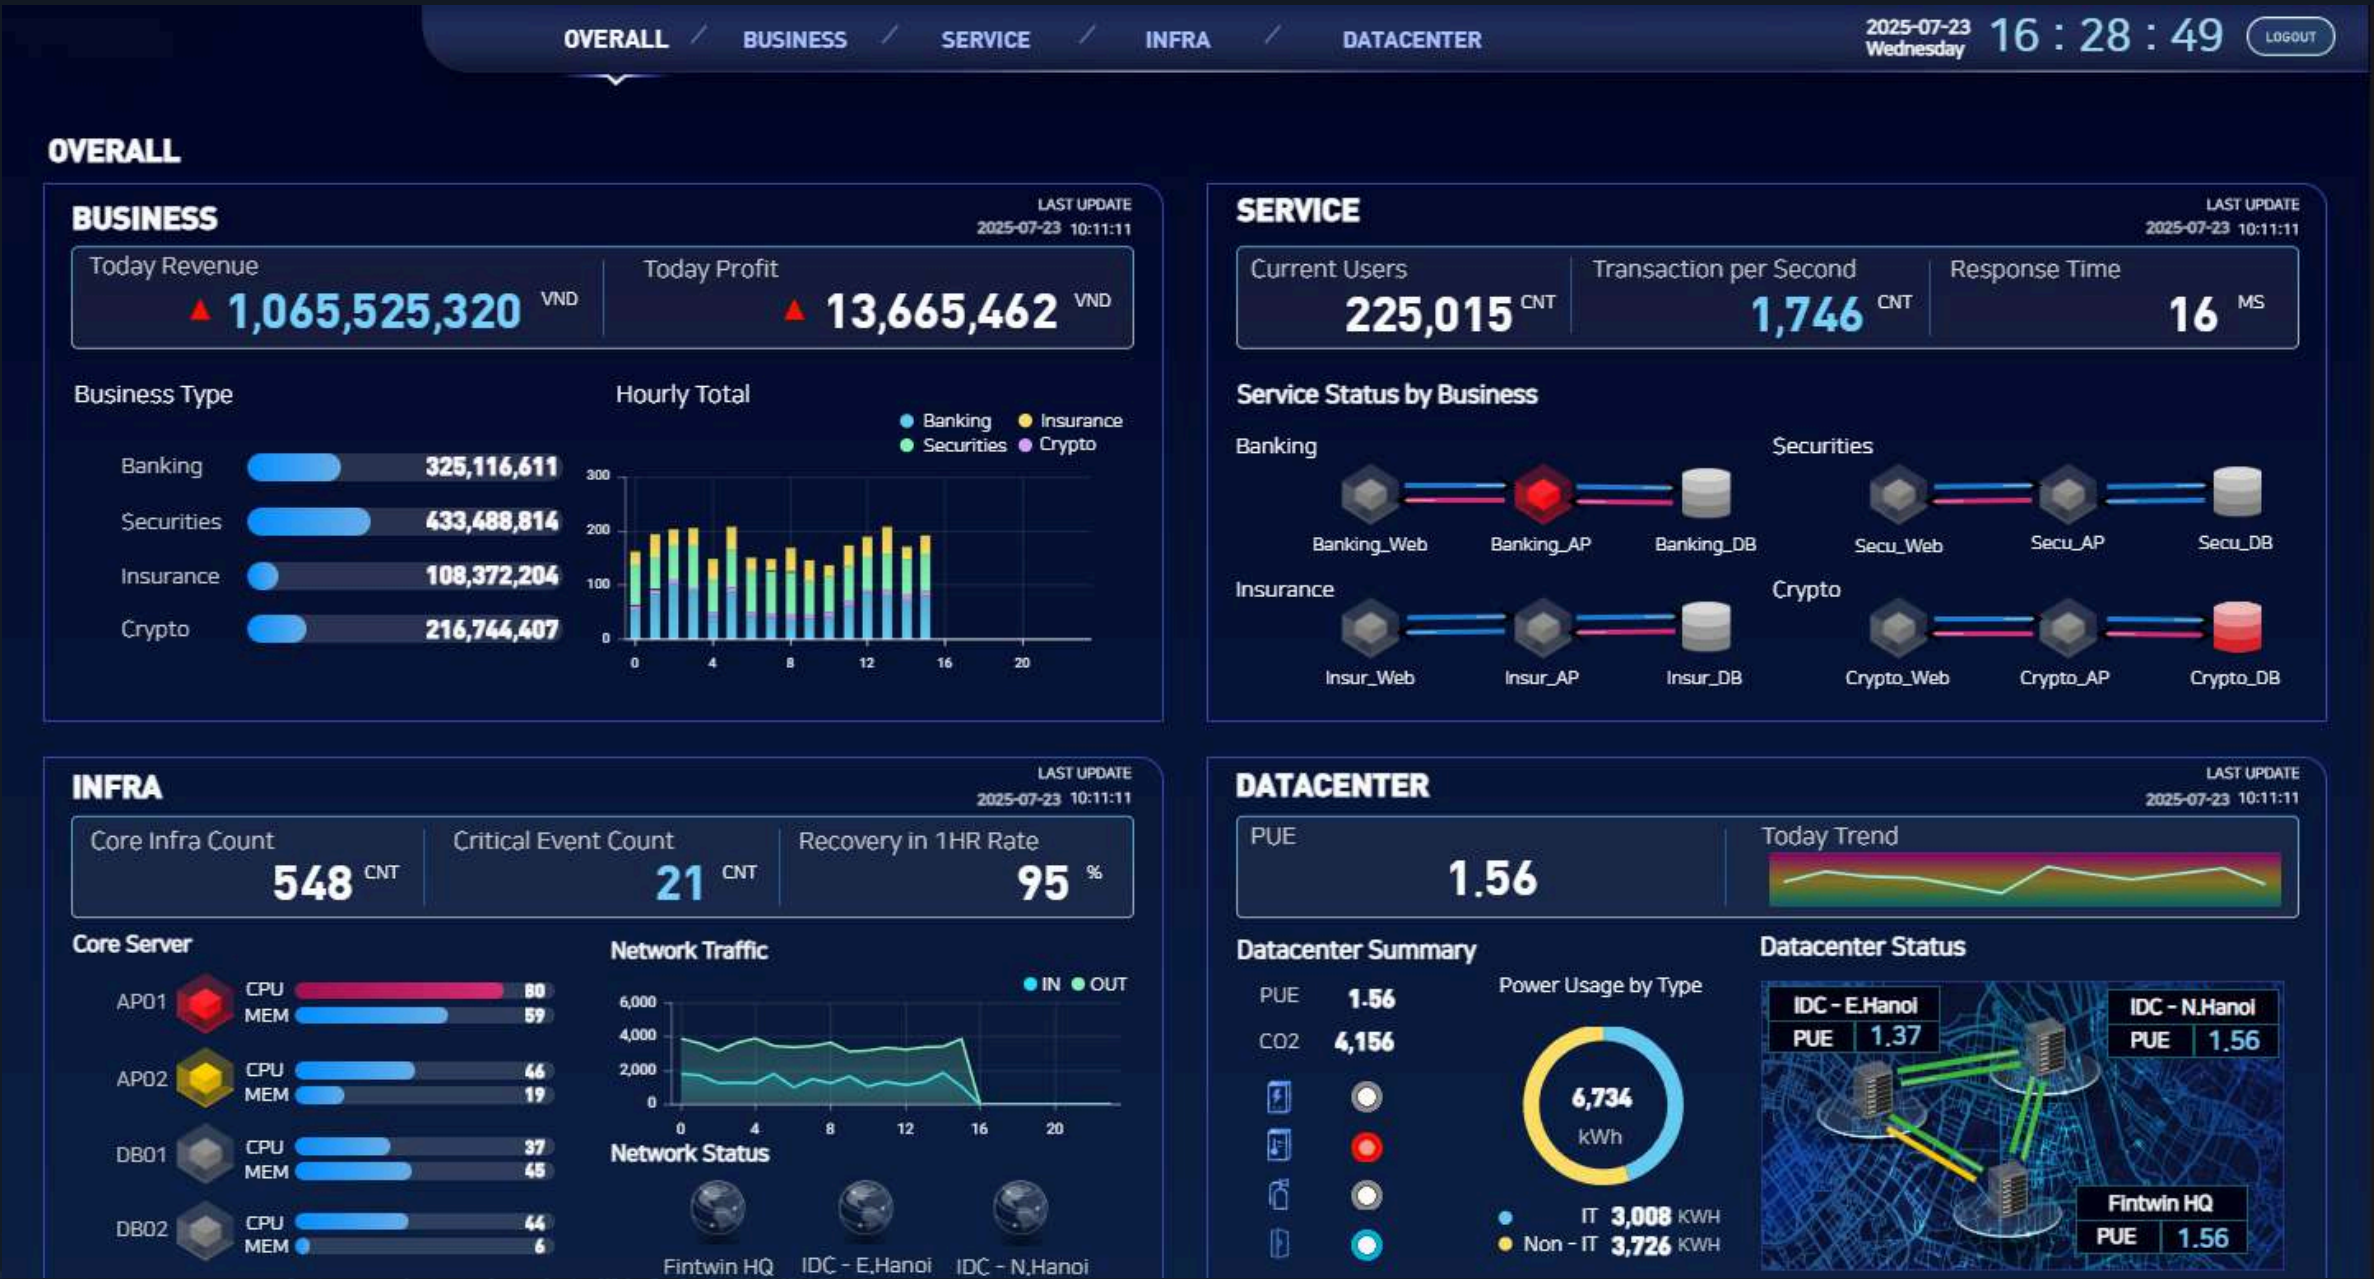 OVERALL / BUSINESS / SERVICE / INFRA / DATACENTER
2025-07-23
Wednesday
16 : 28 : 49
LOGOUT
OVERALL
BUSINESS
LAST UPDATE
2025-07-23 10:11:11
Today Revenue
▲ 1,065,525,320 VND
Today Profit
▲ 13,665,462 VND
Business Type
Banking 325,116,611
Securities 433,488,814
Insurance 108,372,204
Crypto 216,744,407
Hourly Total
Banking Insurance
Securities Crypto
300
200
100
0
0 4 8 12 16 20
SERVICE
LAST UPDATE
2025-07-23 10:11:11
Current Users
225,015 CNT
Transaction per Second
1,746 CNT
Response Time
16 MS
Service Status by Business
Banking
Banking_Web Banking_AP Banking_DB
Securities
Secu_Web Secu_AP Secu_DB
Insurance
Insur_Web Insur_AP Insur_DB
Crypto
Crypto_Web Crypto_AP Crypto_DB
INFRA
LAST UPDATE
2025-07-23 10:11:11
Core Infra Count
548 CNT
Critical Event Count
21 CNT
Recovery in 1HR Rate
95 %
Core Server
AP01
CPU 80
MEM 59
AP02
CPU 46
MEM 19
DB01
CPU 37
MEM 45
DB02
CPU 44
MEM 6
Network Traffic
IN OUT
6,000
4,000
2,000
0
0 4 8 12 16 20
Network Status
Fintwin HQ IDC - E.Hanoi IDC - N.Hanoi
DATACENTER
LAST UPDATE
2025-07-23 10:11:11
PUE
1.56
Today Trend
Datacenter Summary
PUE 1.56
CO2 4,156
Power Usage by Type
6,734
kWh
IT 3,008 KWH
Non - IT 3,726 KWH
Datacenter Status
IDC - E.Hanoi
PUE 1.37
IDC - N.Hanoi
PUE 1.56
Fintwin HQ
PUE 1.56